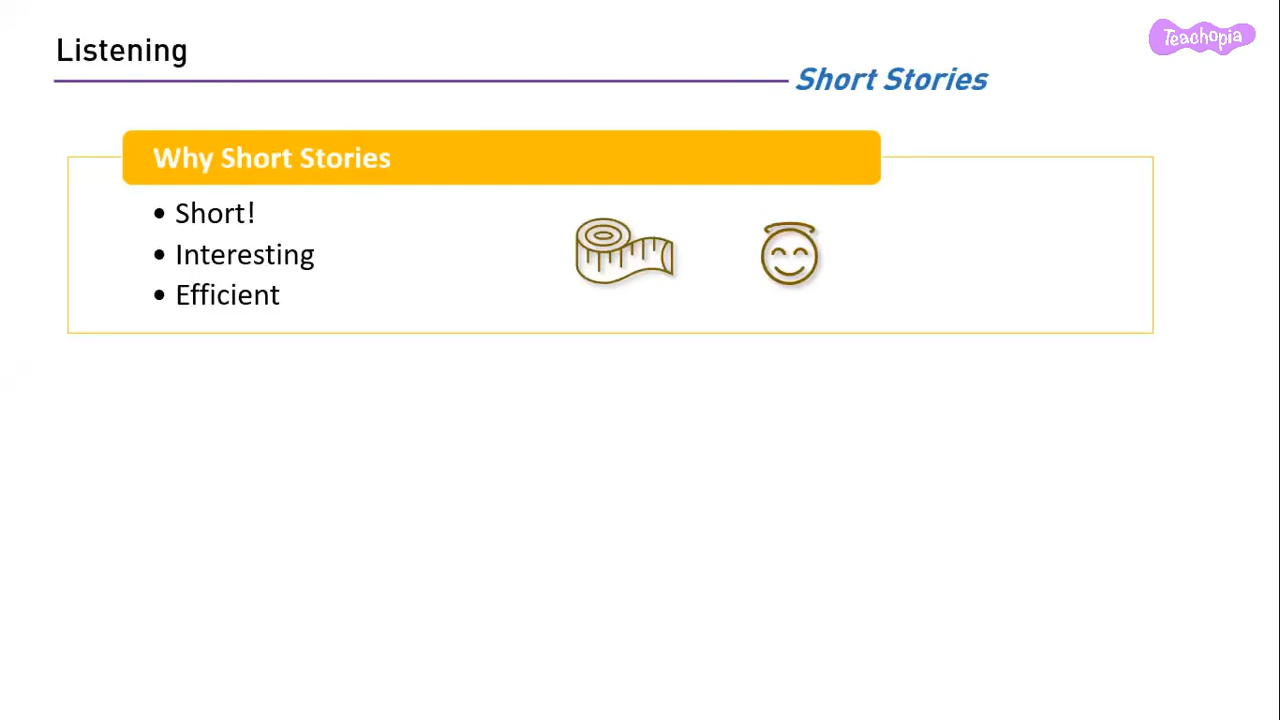 Listening
Teachopia
Short Stories
Why Short Stories
• Short!
• Interesting
• Efficient